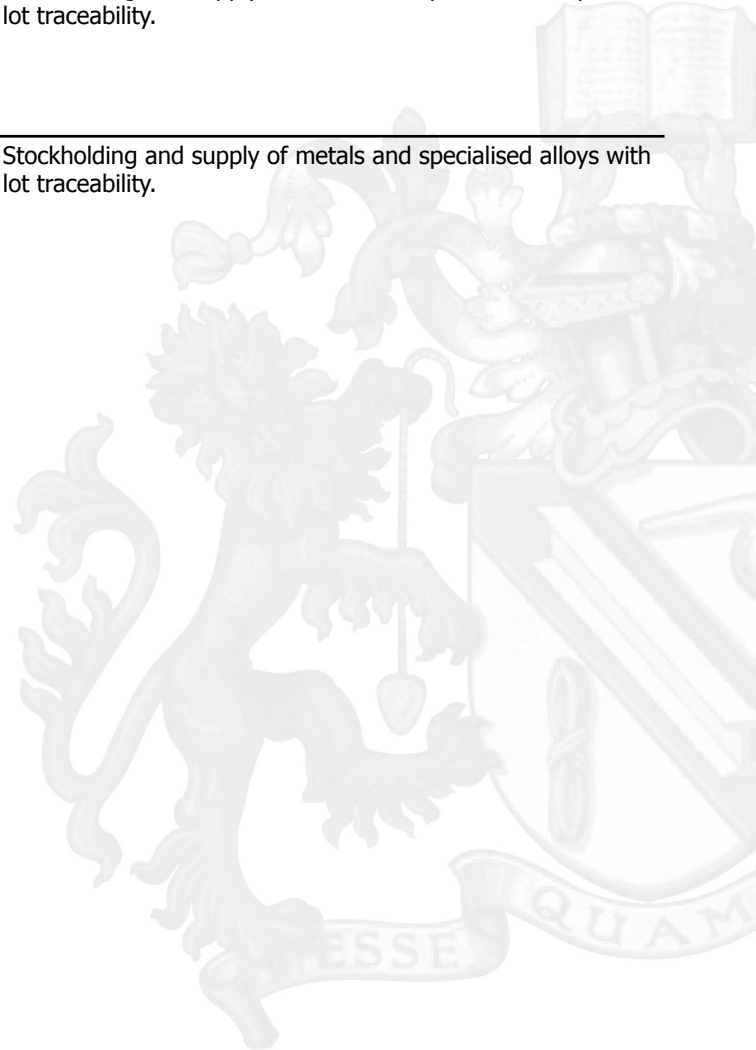 lot traceability.
Stockholding and supply of metals and specialised alloys with
lot traceability.
ESSE
QUAM